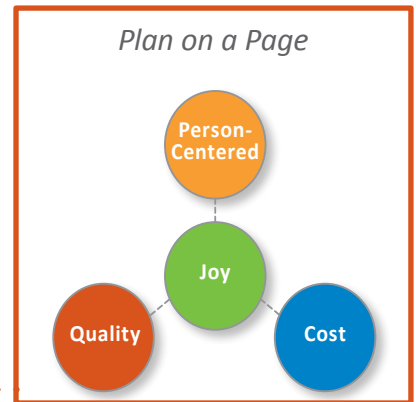 Plan on a Page
Person-
Centered
Joy
Quality
Cost